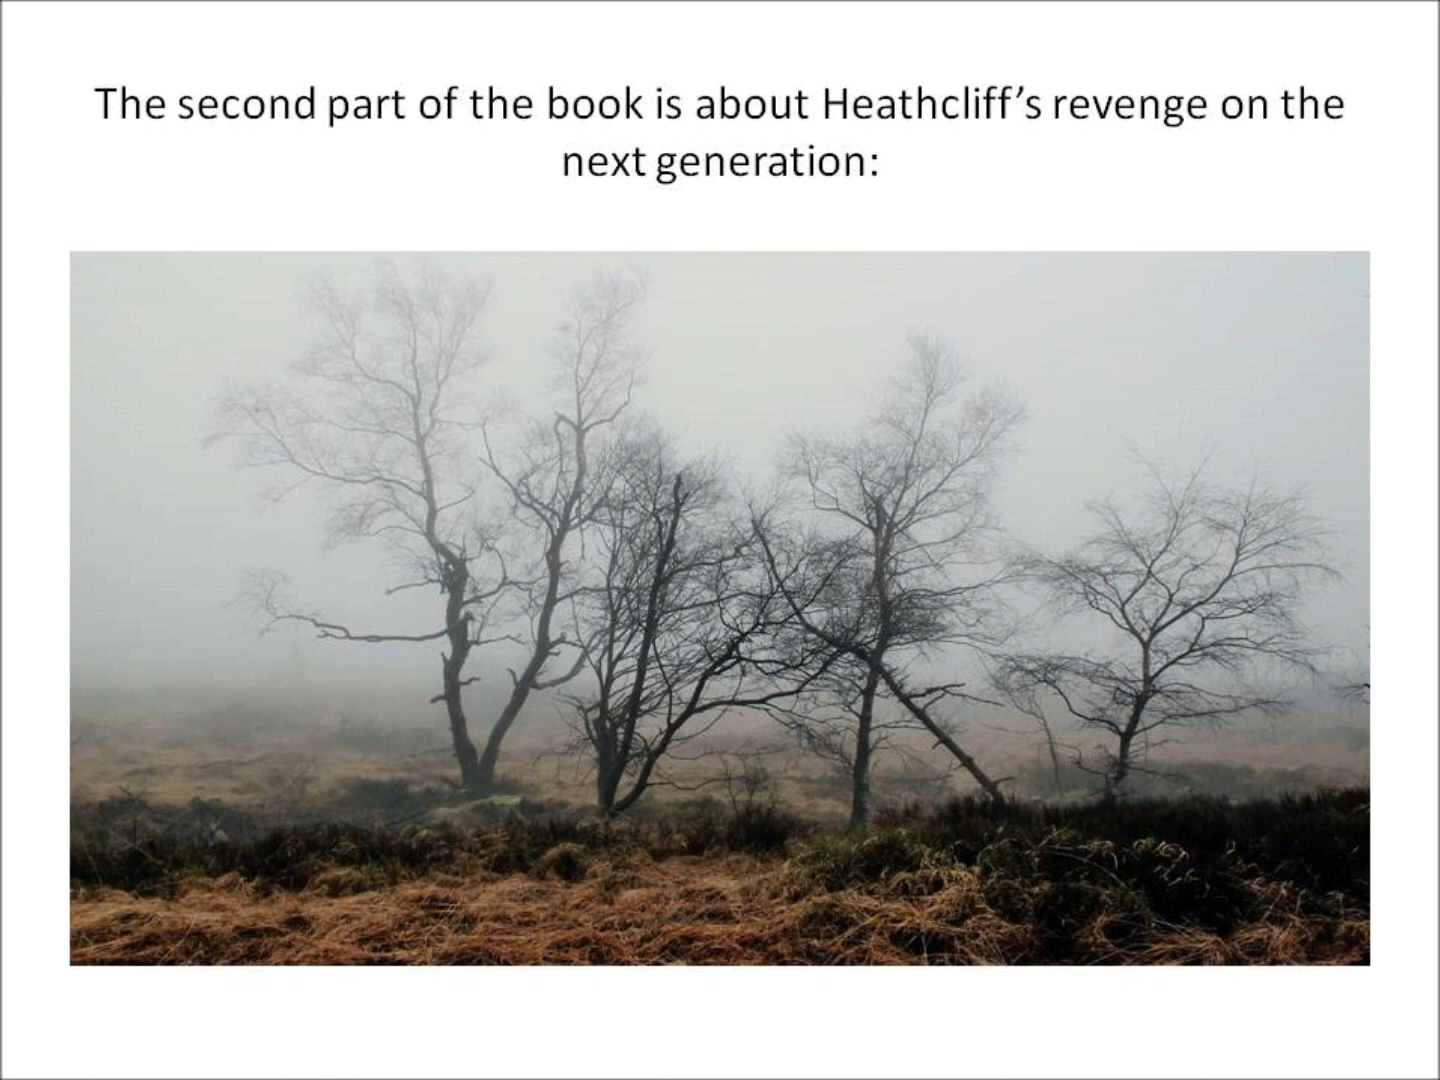 The second part of the book is about Heathcliff’s revenge on the
next generation: